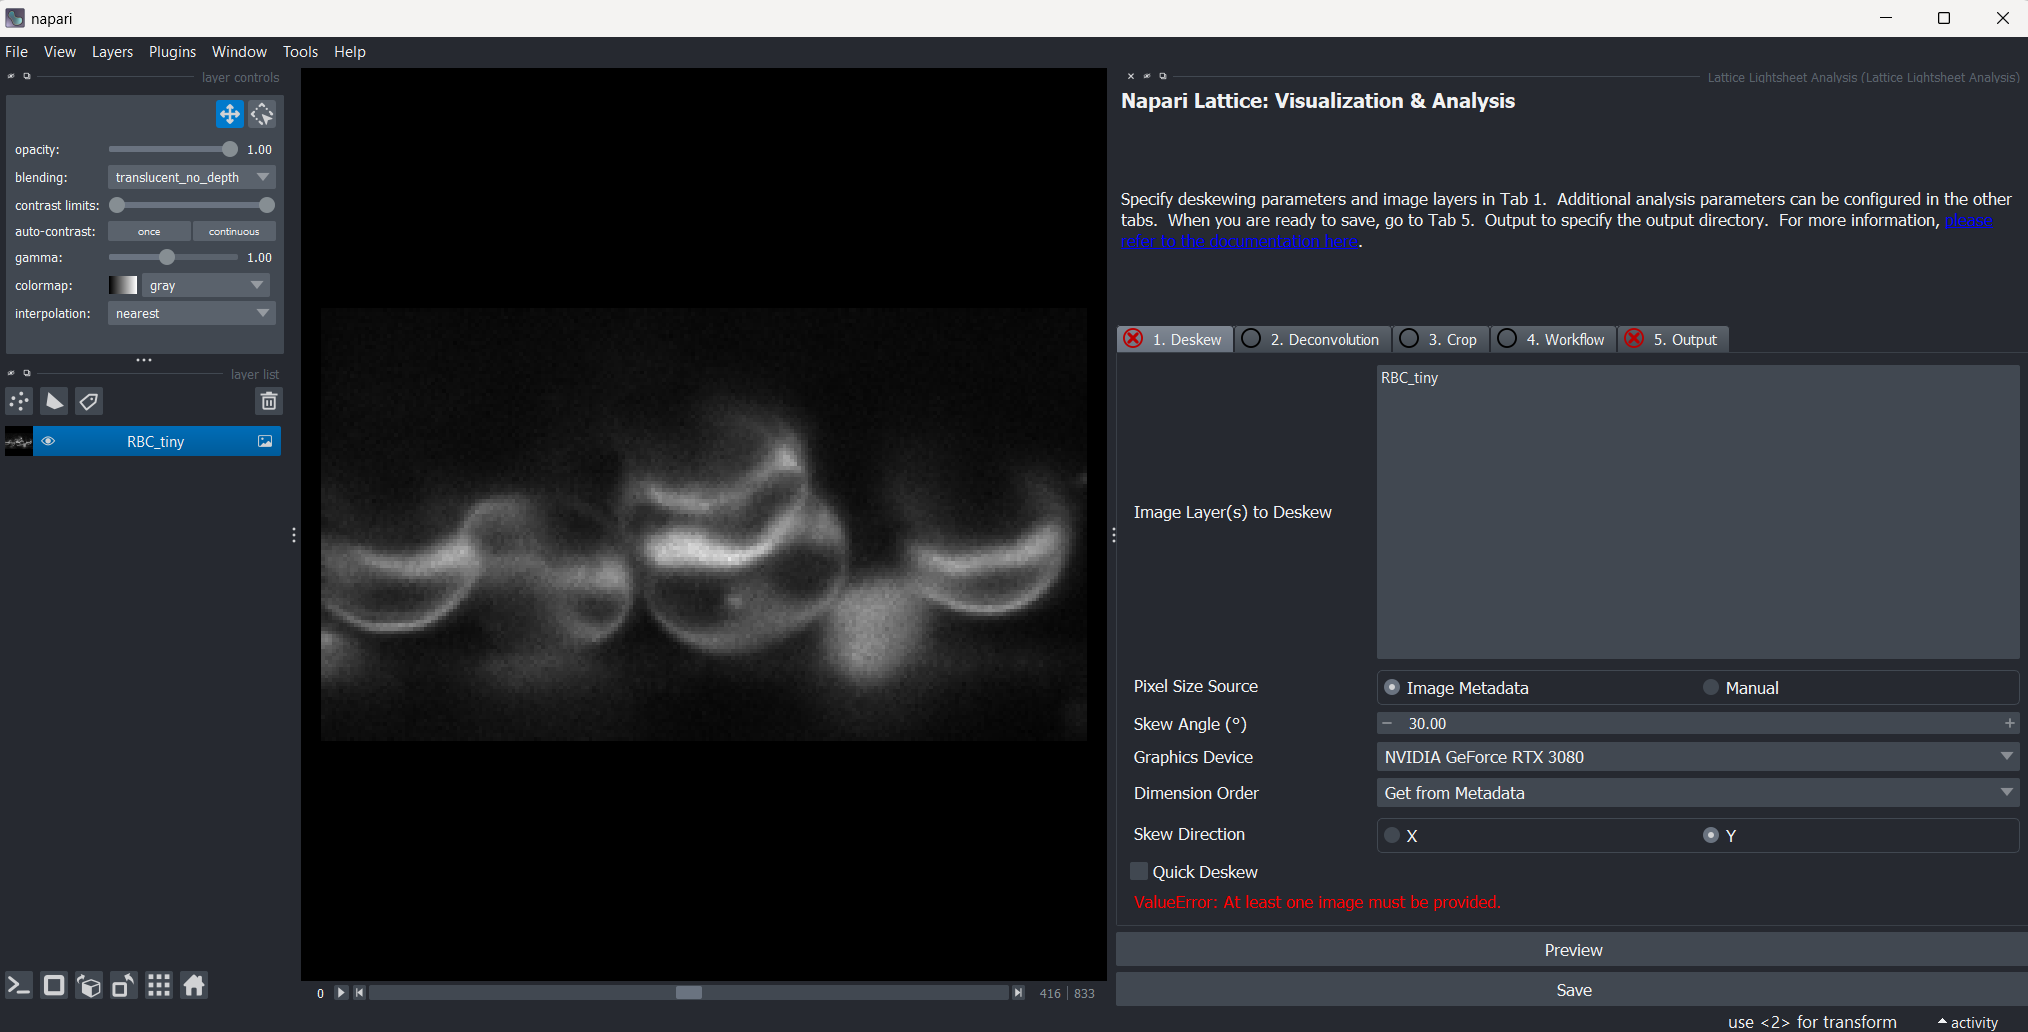 napari
File View Layers Plugins Window Tools Help
layer controls
opacity: 1.00
blending: translucent_no_depth
contrast limits:
auto-contrast: once continuous
gamma: 1.00
colormap: gray
interpolation: nearest
layer list
RBC_tiny
0 416 833
Lattice Lightsheet Analysis (Lattice Lightsheet Analysis)
Napari Lattice: Visualization & Analysis
Specify deskewing parameters and image layers in Tab 1. Additional analysis parameters can be configured in the other
tabs. When you are ready to save, go to Tab 5. Output to specify the output directory. For more information, please
refer to the documentation here.
1. Deskew 2. Deconvolution 3. Crop 4. Workflow 5. Output
RBC_tiny
Image Layer(s) to Deskew
Pixel Size Source Image Metadata Manual
Skew Angle (°) 30.00
Graphics Device NVIDIA GeForce RTX 3080
Dimension Order Get from Metadata
Skew Direction X Y
Quick Deskew
ValueError: At least one image must be provided.
Preview
Save
use <2> for transform activity